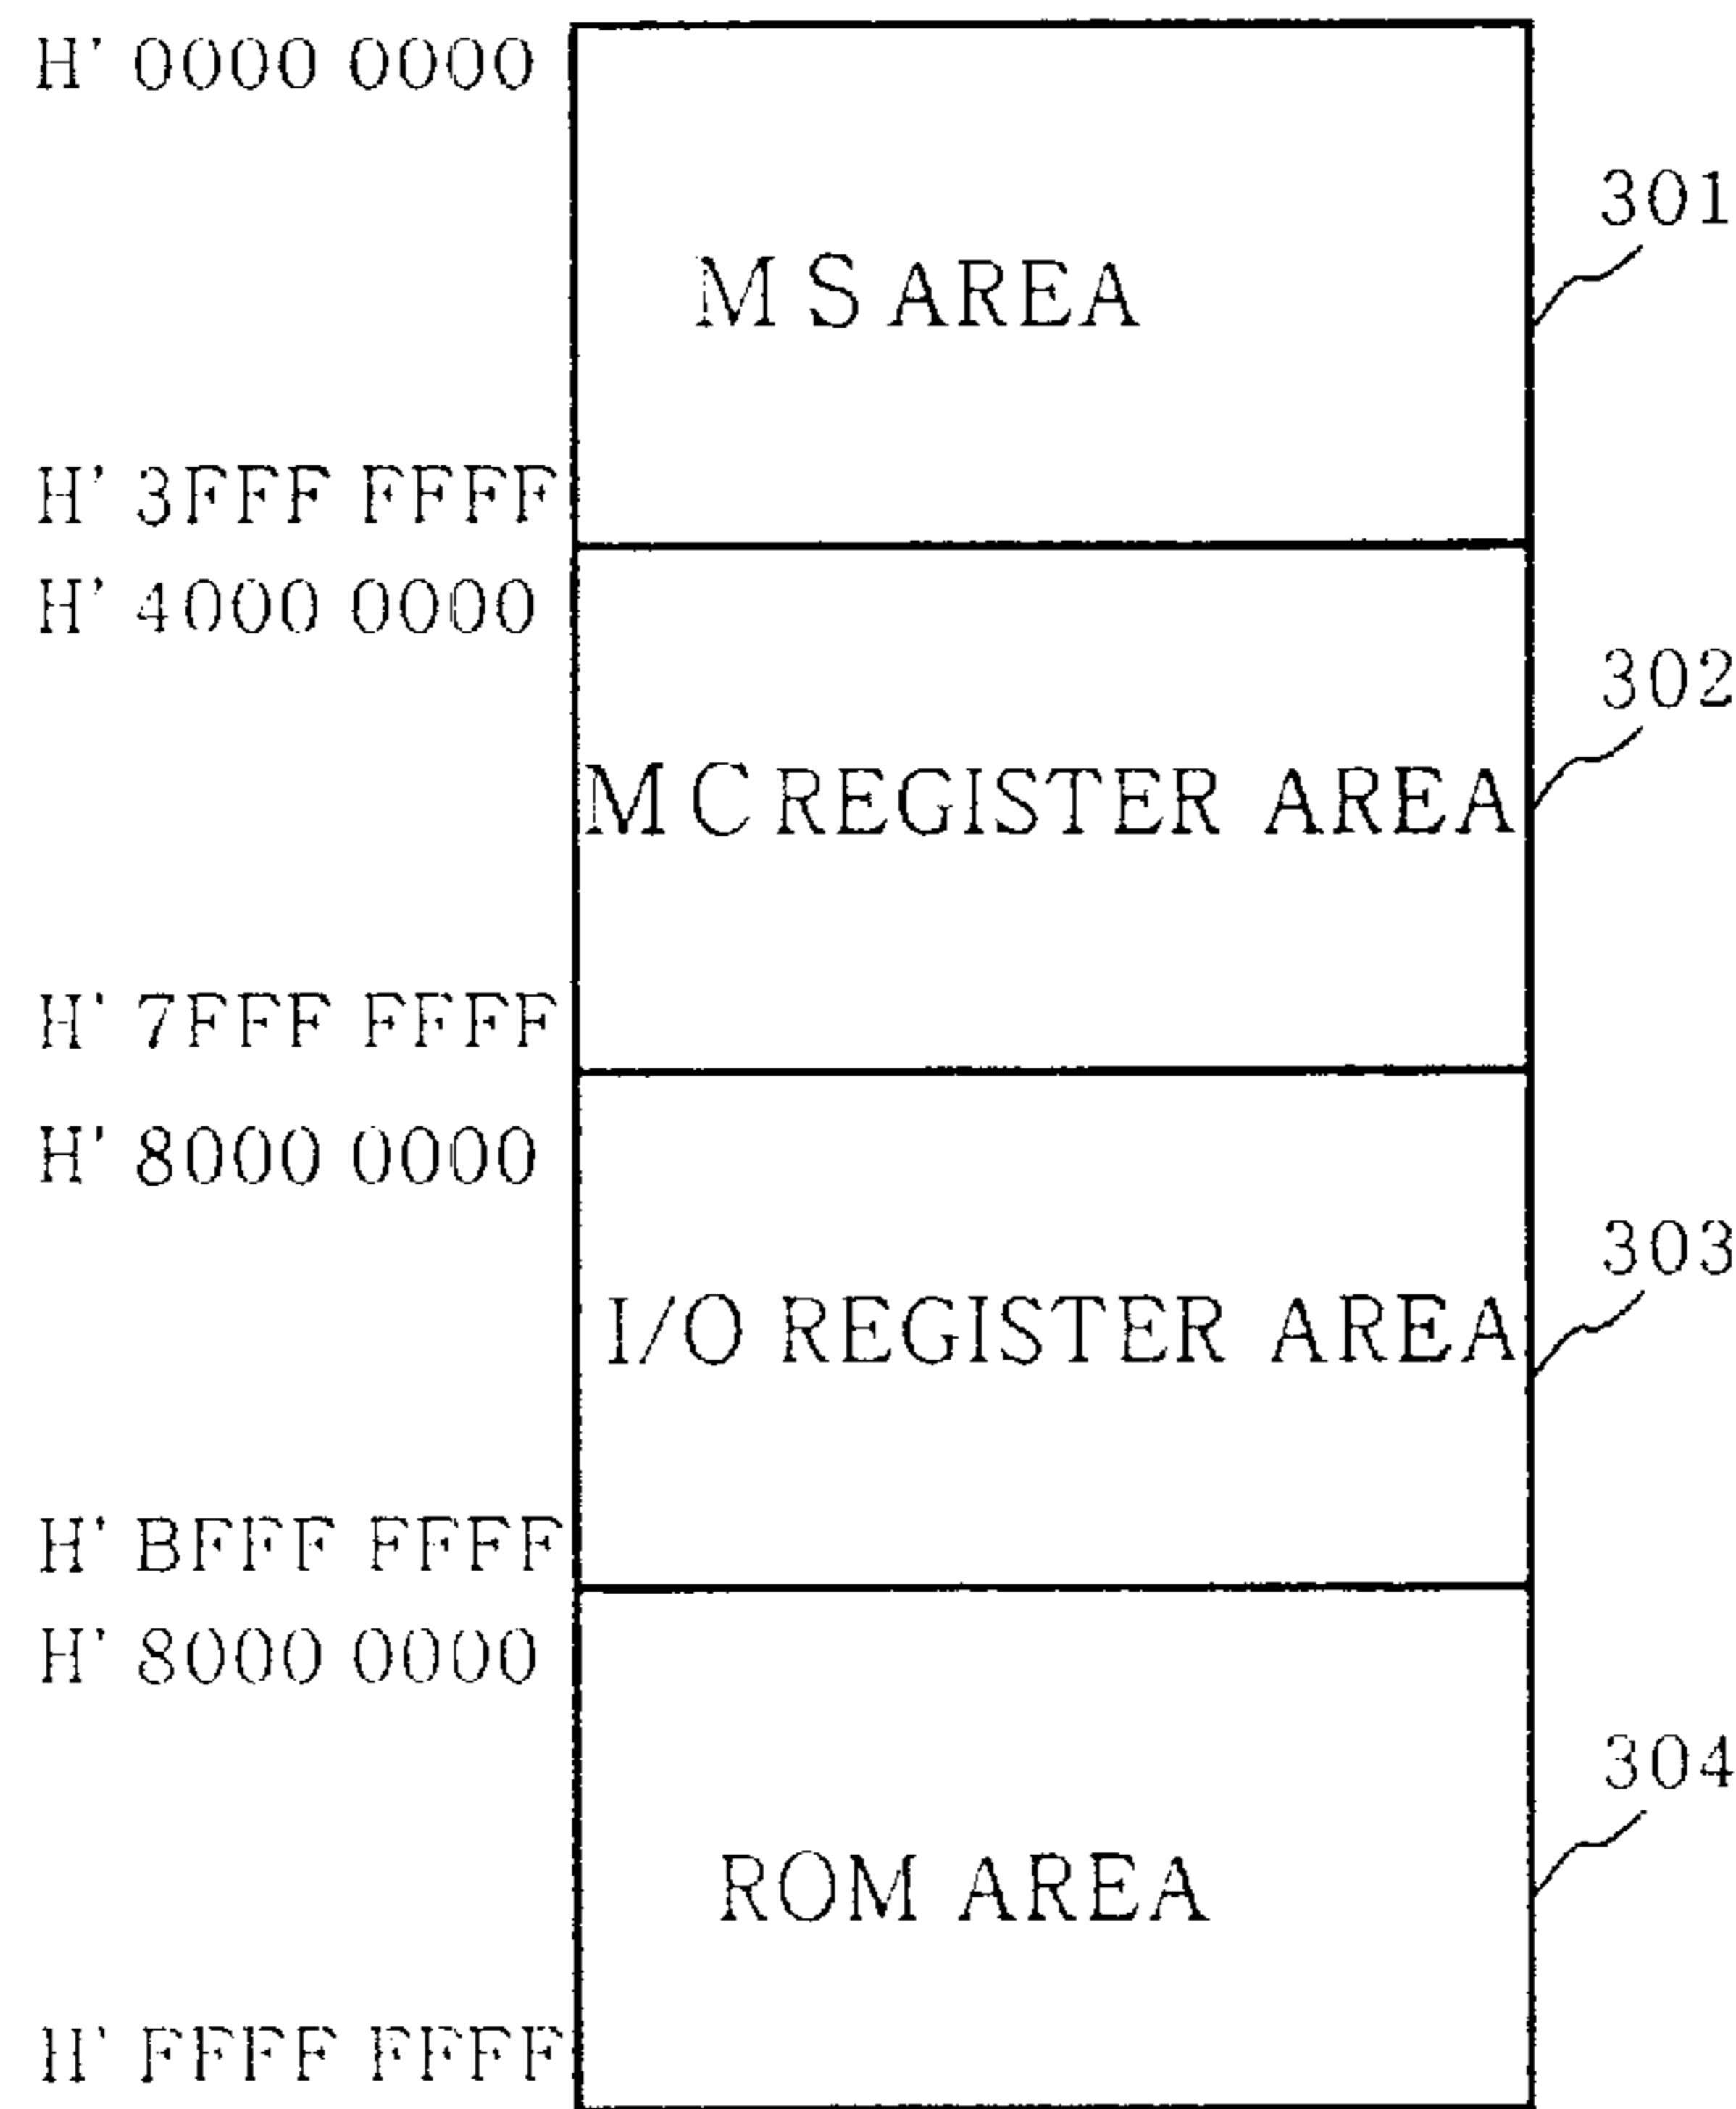 H' 0000 0000
301
M S AREA
H' 3FFF FFFF
H' 4000 0000
302
M C REGISTER AREA
H' 7FFF FFFF
H' 8000 0000
303
I/O REGISTER AREA
H' BFFF FFFF
H' 8000 0000
304
ROM AREA
H' FFFF FFFF